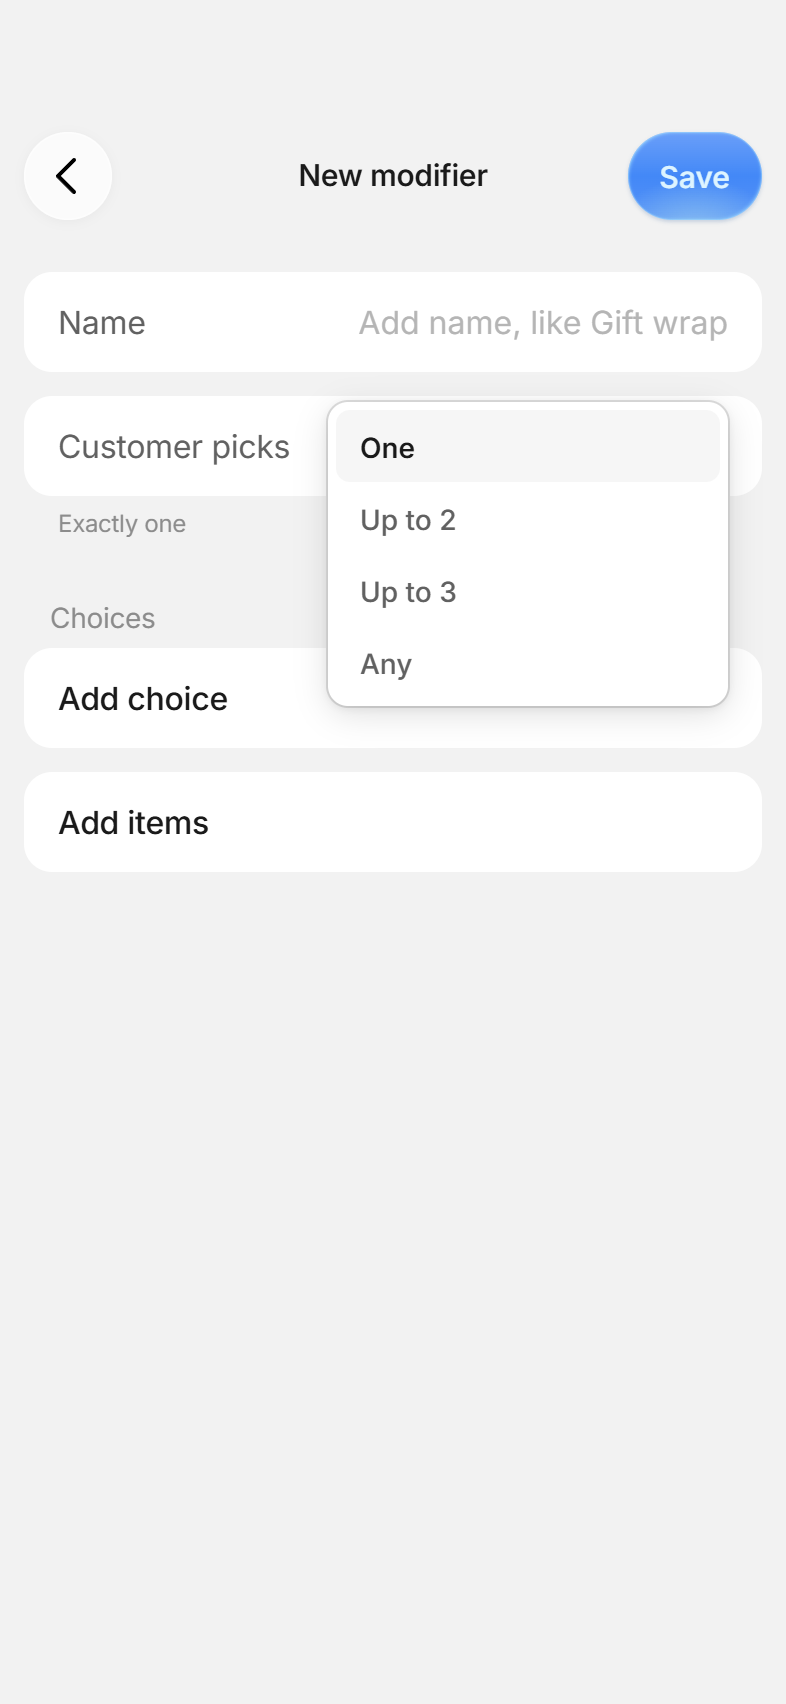 New modifier
Save
Name
Add name, like Gift wrap
Customer picks
One
Up to 2
Up to 3
Any
Exactly one
Choices
Add choice
Add items